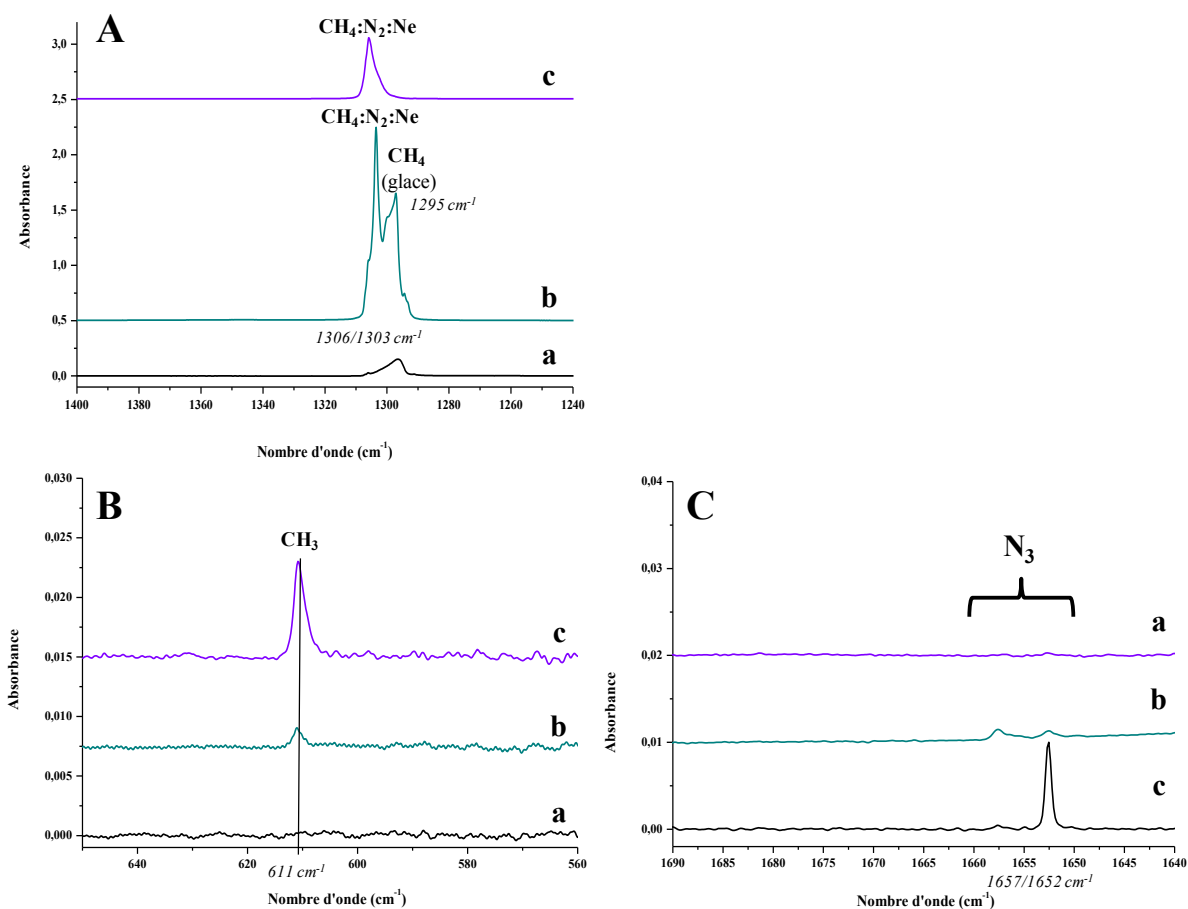 A
CH₄:N₂:Ne
c
CH₄:N₂:Ne
CH₄
(glace)
1295 cm⁻¹
b
1306/1303 cm⁻¹
a
Absorbance
3,0
2,5
2,0
1,5
1,0
0,5
0,0
1400 1380 1360 1340 1320 1300 1280 1260 1240
Nombre d'onde (cm⁻¹)
B
CH₃
c
b
a
Absorbance
0,030
0,025
0,020
0,015
0,010
0,005
0,000
640 620 600 580 560
611 cm⁻¹
Nombre d'onde (cm⁻¹)
C
N₃
a
b
c
Absorbance
0,04
0,03
0,02
0,01
0,00
1690 1685 1680 1675 1670 1665 1660 1655 1650 1645 1640
1657/1652 cm⁻¹
Nombre d'onde (cm⁻¹)